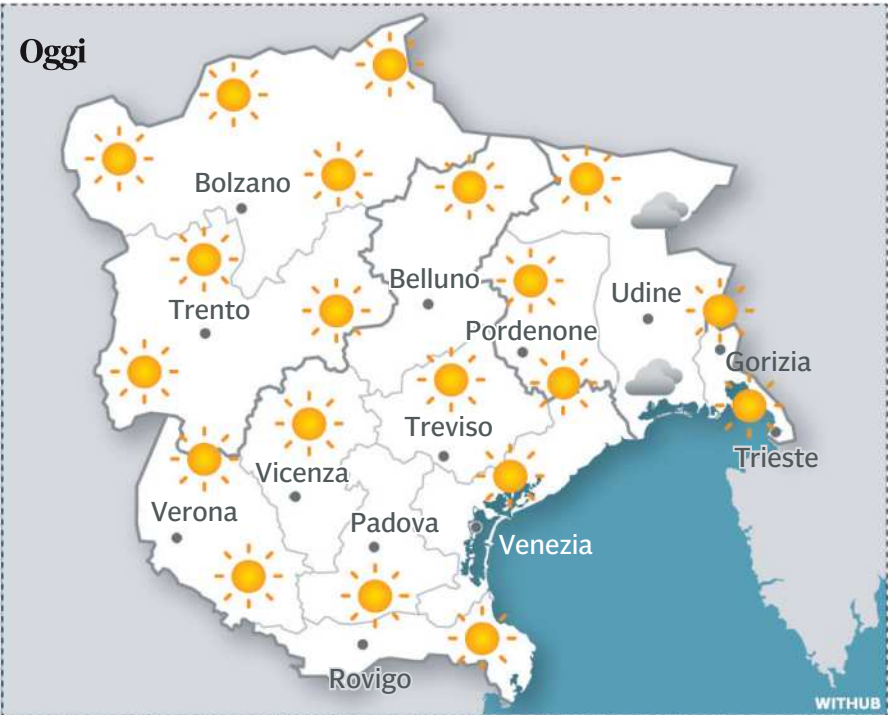 Oggi
Bolzano
Trento
Belluno
Udine
Pordenone
Gorizia
Treviso
Trieste
Vicenza
Verona
Padova
Venezia
Rovigo
WITHUB